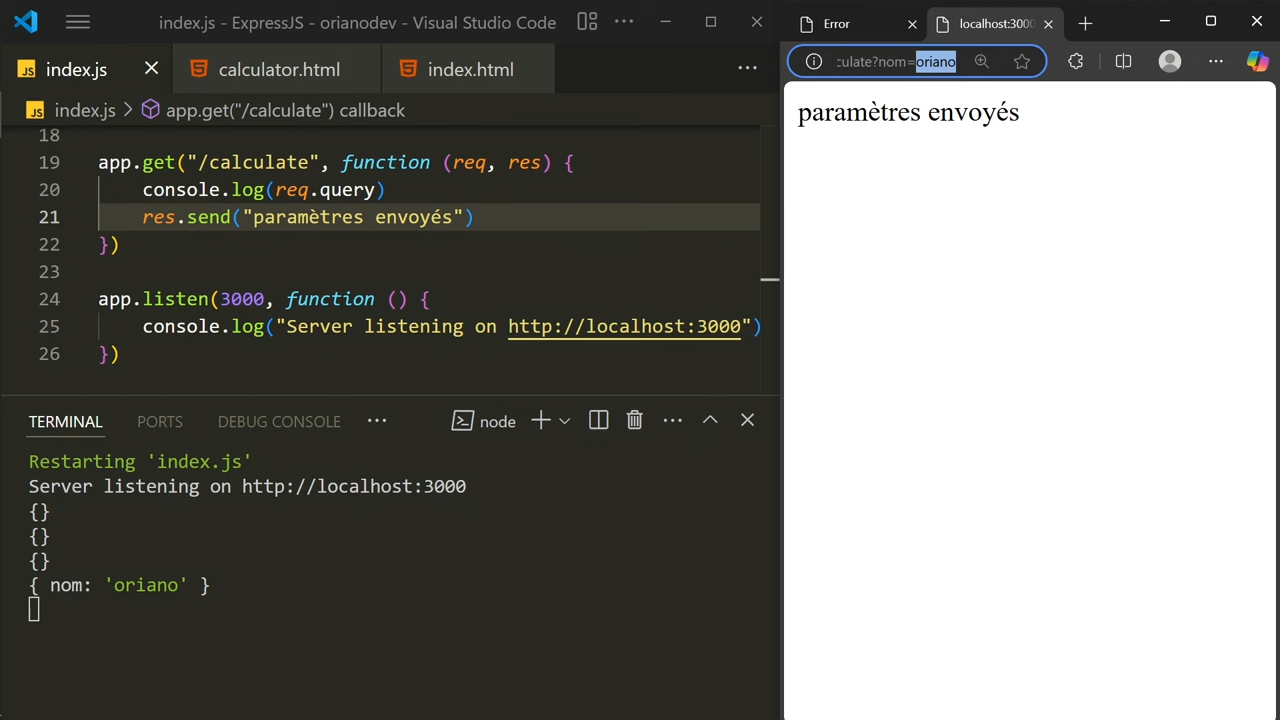 index.js - ExpressJS - orianodev - Visual Studio Code
JS index.js
calculator.html
index.html
JS index.js > app.get("/calculate") callback
18
19 app.get("/calculate", function (req, res) {
20 console.log(req.query)
21 res.send("paramètres envoyés")
22 })
23
24 app.listen(3000, function () {
25 console.log("Server listening on http://localhost:3000")
26 })
TERMINAL PORTS DEBUG CONSOLE ··· node
Restarting 'index.js'
Server listening on http://localhost:3000
{}
{}
{}
{ nom: 'oriano' }
Error
localhost:3000
culate?nom=oriano
paramètres envoyés